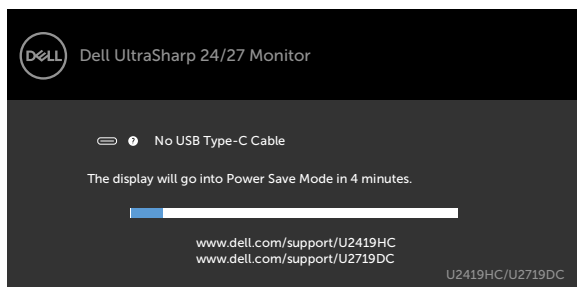 DELL Dell UltraSharp 24/27 Monitor
? No USB Type-C Cable
The display will go into Power Save Mode in 4 minutes.
www.dell.com/support/U2419HC
www.dell.com/support/U2719DC
U2419HC/U2719DC